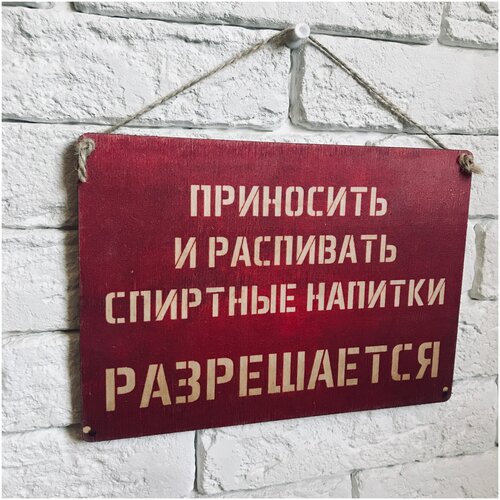 ПРИНОСИТЬ
И РАСПИВАТЬ
СПИРТНЫЕ НАПИТКИ
РАЗРЕШАЕТСЯ